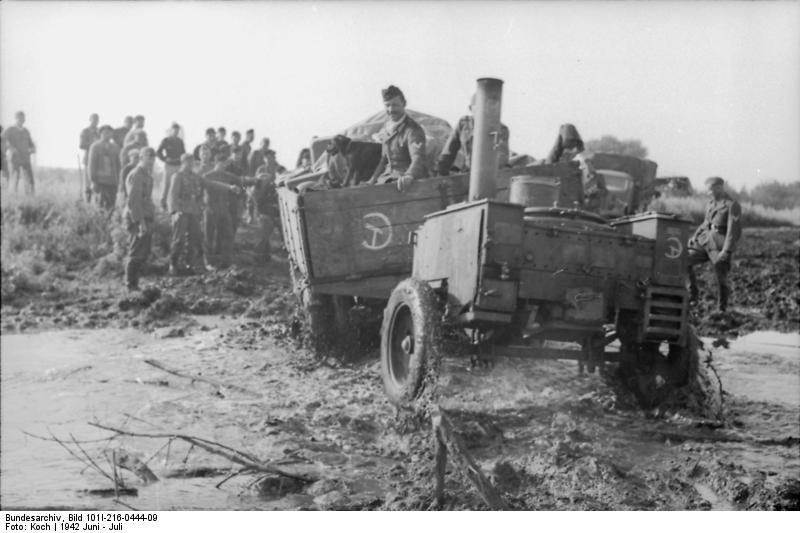 Bundesarchiv, Bild 101I-216-0444-09
Foto: Koch | 1942 Juni - Juli